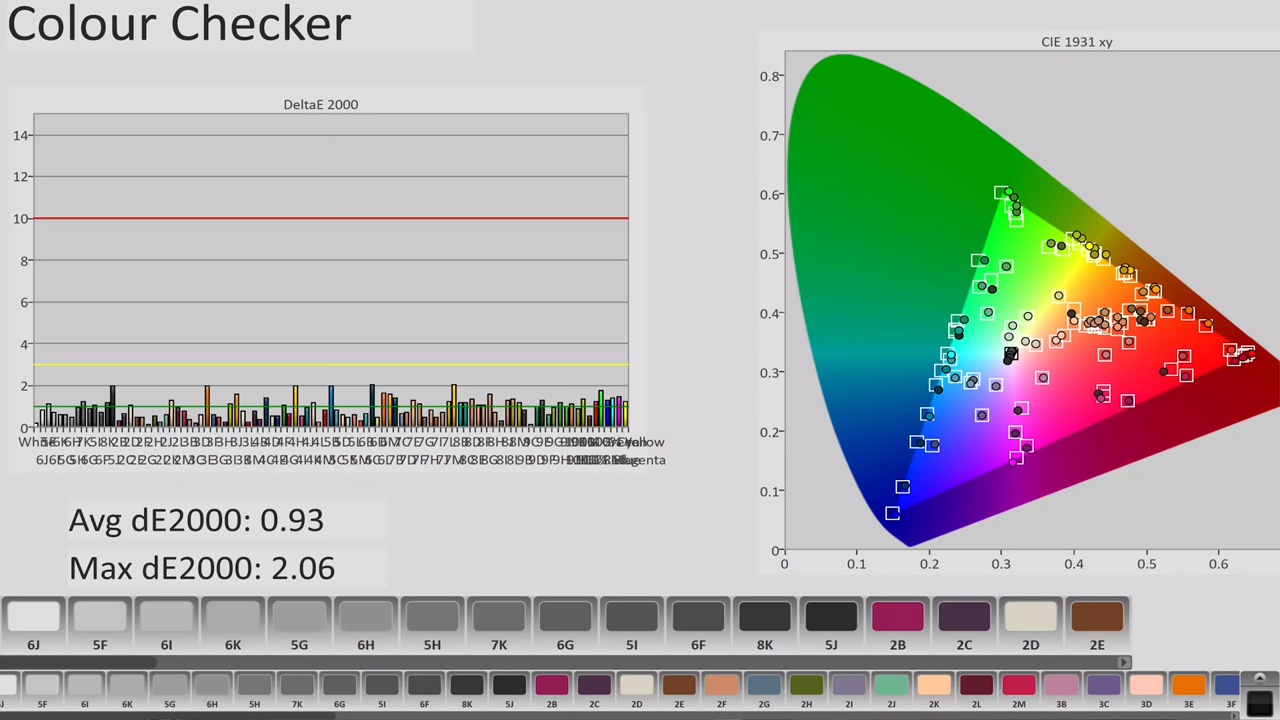 Colour Checker
DeltaE 2000
14
12
10
8
6
4
2
0
Avg dE2000: 0.93
Max dE2000: 2.06
CIE 1931 xy
0.8
0.7
0.6
0.5
0.4
0.3
0.2
0.1
0
0 0.1 0.2 0.3 0.4 0.5 0.6
6J 5F 6I 6K 5G 6H 5H 7K 6G 5I 6F 8K 5J 2B 2C 2D 2E
J 5F 6I 6K 5G 6H 5H 7K 6G 5I 6F 8K 5J 2B 2C 2D 2E 2F 2G 2H 2I 2J 2K 2L 2M 3B 3C 3D 3E 3F